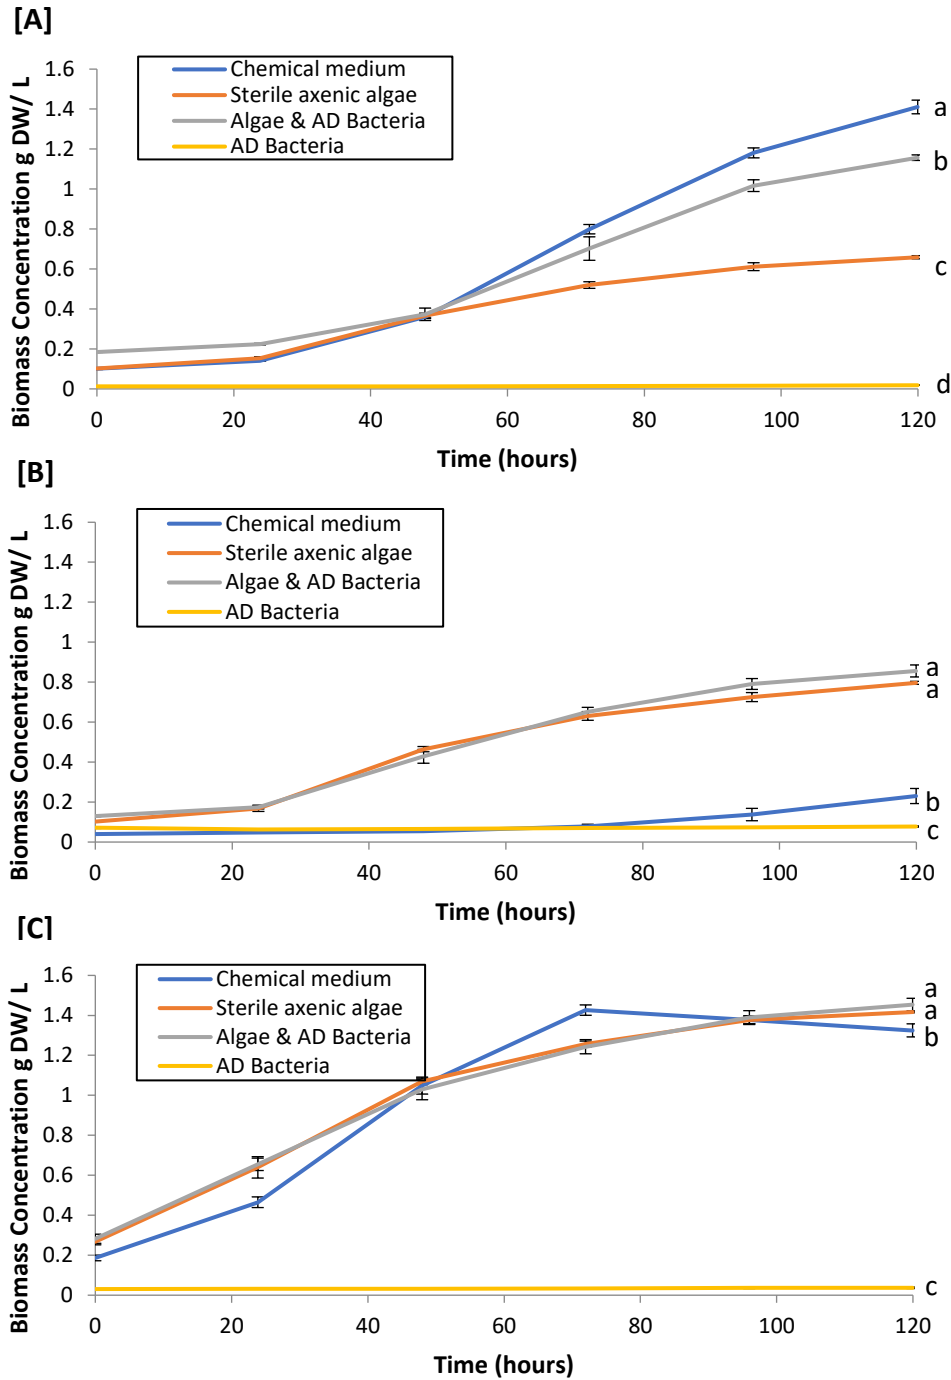 [A]
Biomass Concentration g DW/ L
1.6
1.4
1.2
1
0.8
0.6
0.4
0.2
0
Chemical medium
Sterile axenic algae
Algae & AD Bacteria
AD Bacteria
a
b
c
d
0 20 40 60 80 100 120
Time (hours)
[B]
Biomass Concentration g DW/ L
1.6
1.4
1.2
1
0.8
0.6
0.4
0.2
0
Chemical medium
Sterile axenic algae
Algae & AD Bacteria
AD Bacteria
a
a
b
c
0 20 40 60 80 100 120
Time (hours)
[C]
Biomass Concentration g DW/ L
1.6
1.4
1.2
1
0.8
0.6
0.4
0.2
0
Chemical medium
Sterile axenic algae
Algae & AD Bacteria
AD Bacteria
a
a
b
c
0 20 40 60 80 100 120
Time (hours)